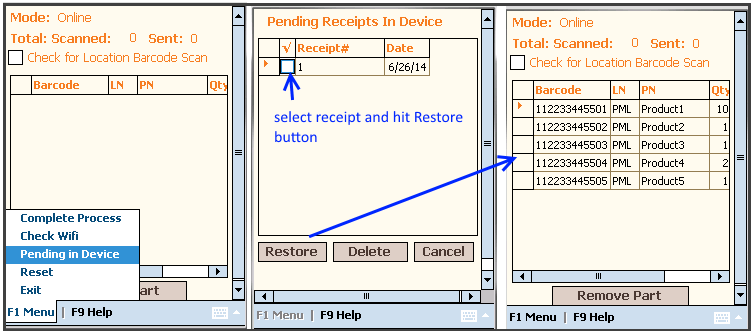 Mode: Online
Total: Scanned: 0 Sent: 0
Check for Location Barcode Scan
Barcode LN PN Qty
Complete Process
Check Wifi
Pending in Device
Reset
Exit
art
F1 Menu | F9 Help
Pending Receipts In Device
√ Receipt# Date
1 6/26/14
select receipt and hit Restore
button
Restore Delete Cancel
F1 Menu | F9 Help
Mode: Online
Total: Scanned: 0 Sent: 0
Check for Location Barcode Scan
Barcode LN PN Qty
112233445501 PML Product1 10
112233445502 PML Product2 1
112233445503 PML Product3 1
112233445504 PML Product4 2
112233445505 PML Product5 1
Remove Part
F1 Menu | F9 Help